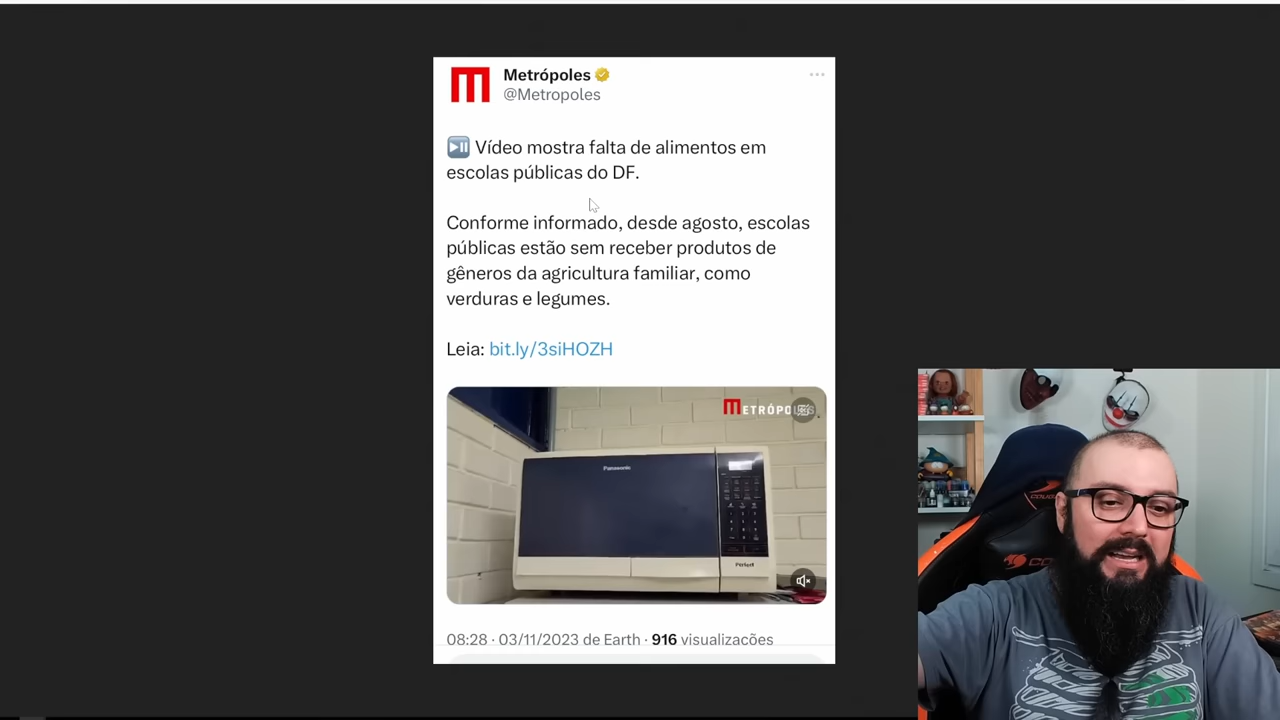 Metrópoles
@Metropoles
Vídeo mostra falta de alimentos em
escolas públicas do DF.
Conforme informado, desde agosto, escolas
públicas estão sem receber produtos de
gêneros da agricultura familiar, como
verduras e legumes.
Leia: bit.ly/3siHOZH
METRÓPOLES
Panasonic
Perfect
08:28 · 03/11/2023 de Earth · 916 visualizações
COUGAR